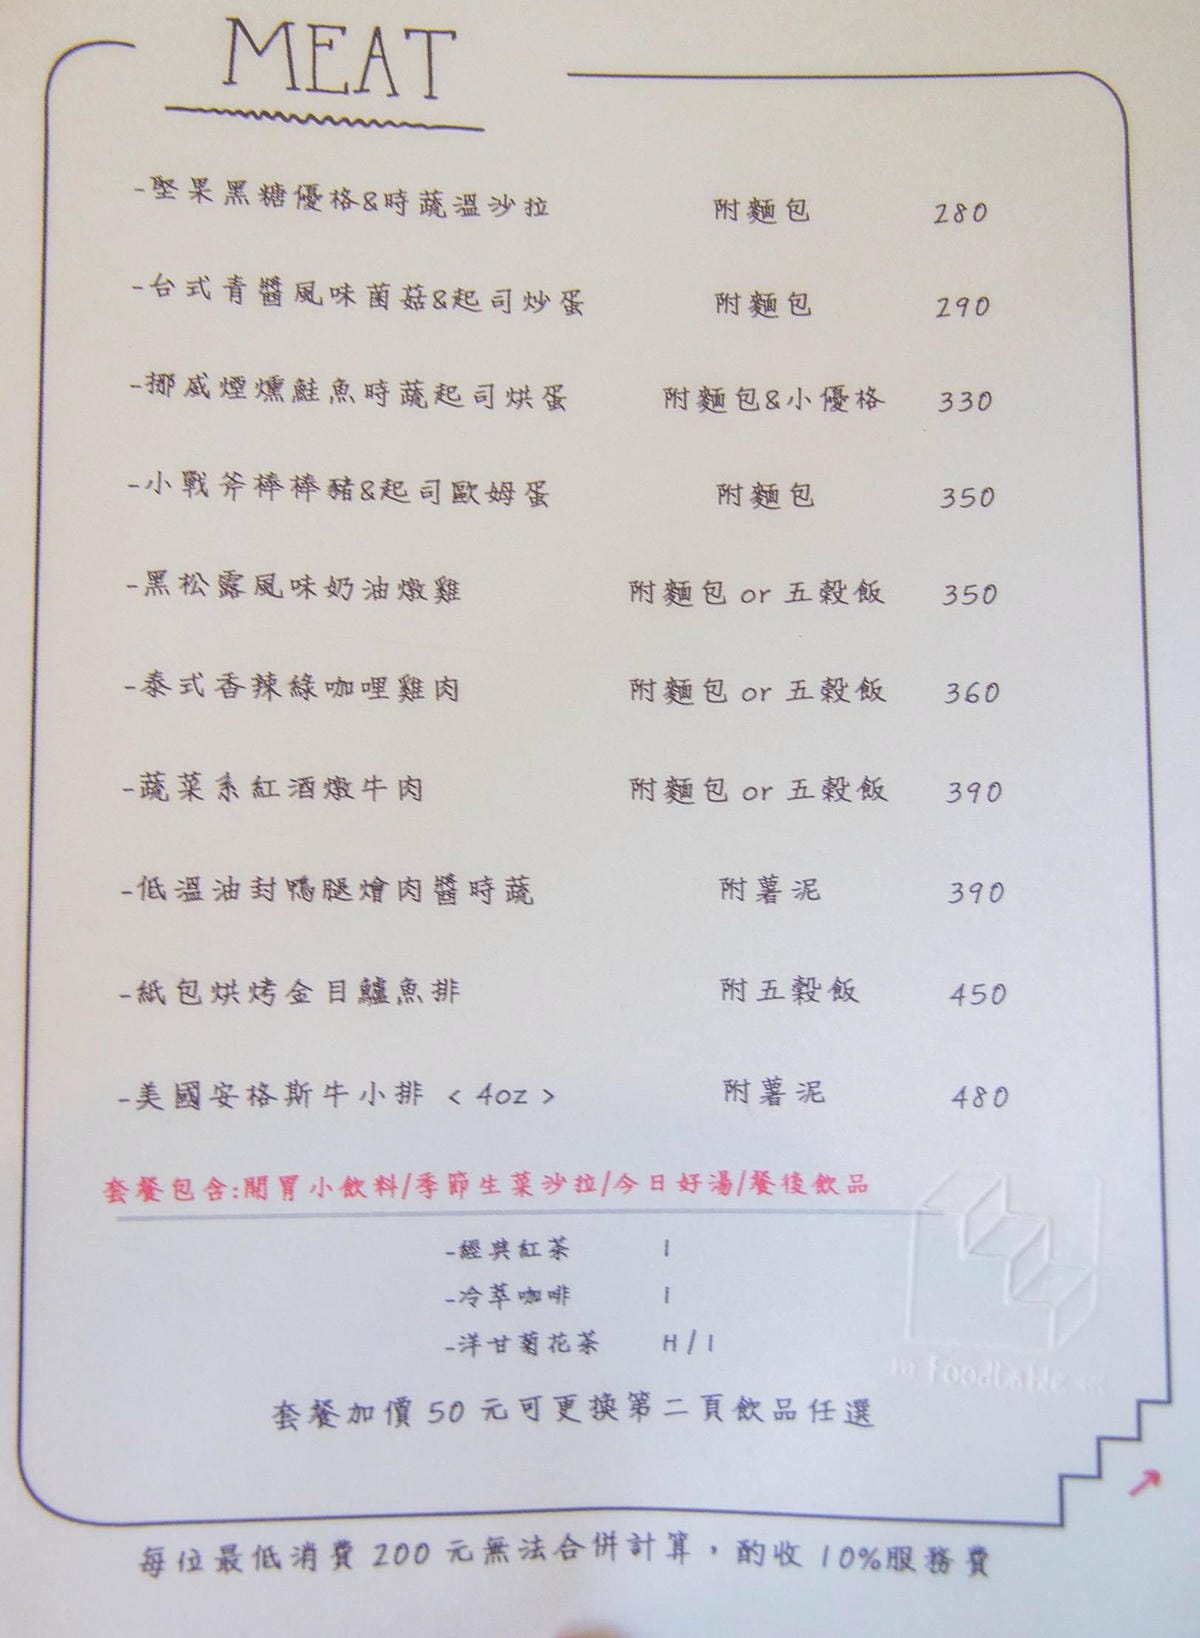 MEAT
-堅果黑糖優格&時蔬溫沙拉 附麵包 280
-台式青醬風味菌菇&起司炒蛋 附麵包 290
-挪威煙燻鮭魚時蔬起司烘蛋 附麵包&小優格 330
-小戰斧棒棒豬&起司歐姆蛋 附麵包 350
-黑松露風味奶油燉雞 附麵包 or 五穀飯 350
-泰式香辣綠咖哩雞肉 附麵包 or 五穀飯 360
-蔬菜系紅酒燉牛肉 附麵包 or 五穀飯 390
-低溫油封鴨腿燴肉醬時蔬 附薯泥 390
-紙包烘烤金目鱸魚排 附五穀飯 450
-美國安格斯牛小排 < 4oz > 附薯泥 480
套餐包含:開胃小飲料/季節生菜沙拉/今日好湯/餐後飲品
-經典紅茶 I
-冷萃咖啡 I
-洋甘菊花茶 H / I
套餐加價 50 元可更換第二頁飲品任選
每位最低消費 200 元無法合併計算，酌收 10%服務費